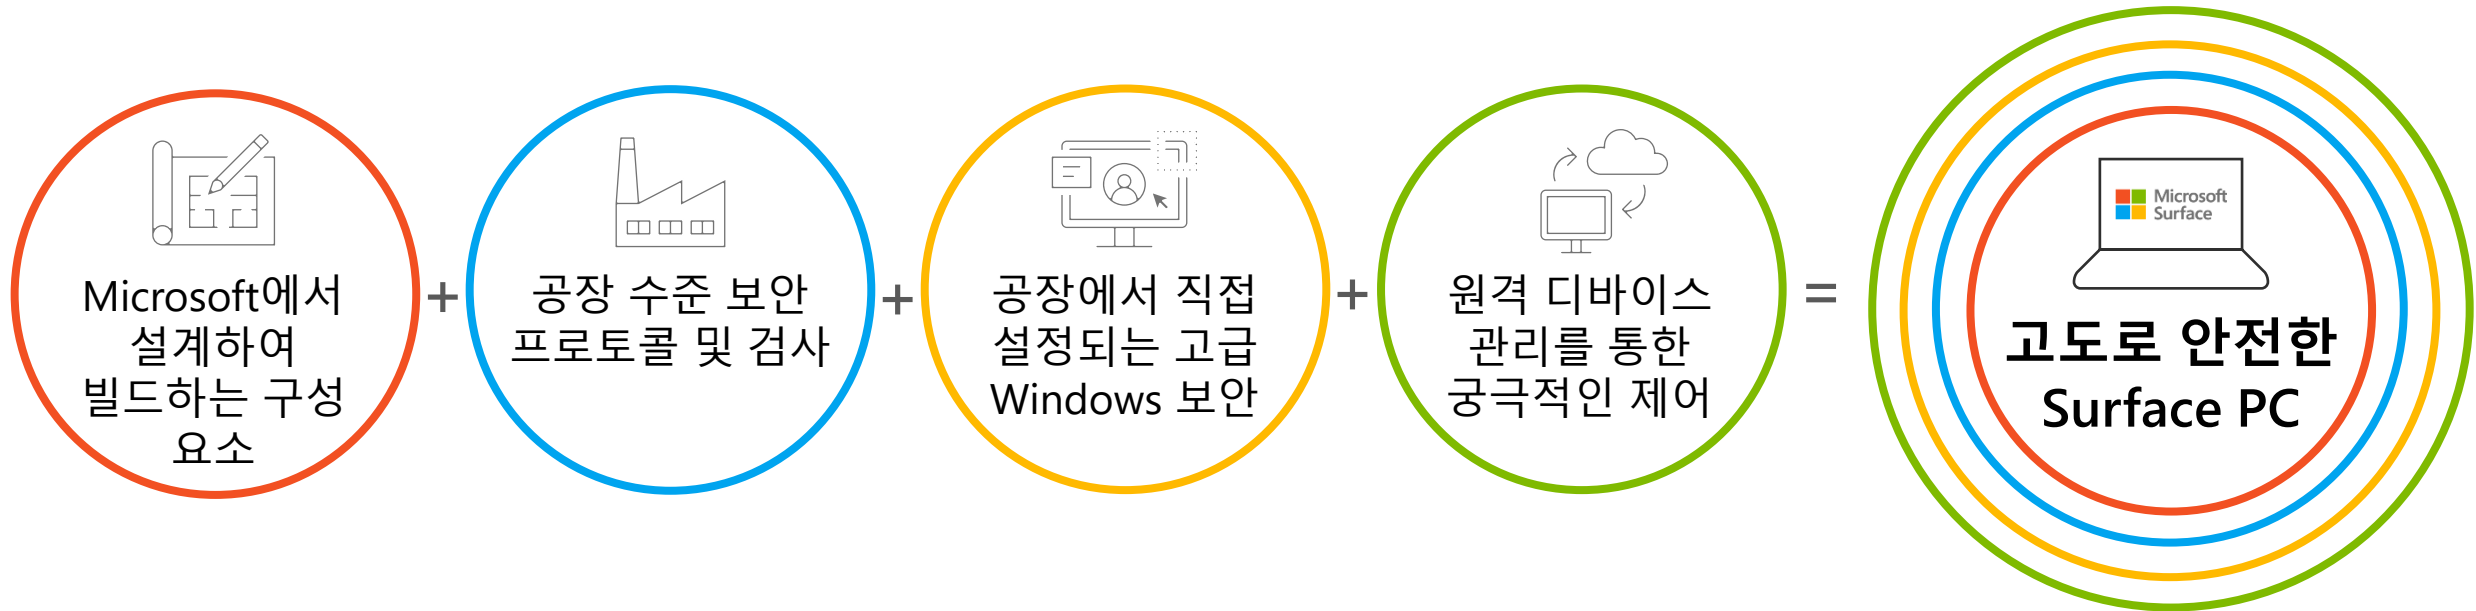 Microsoft에서
설계하여
빌드하는 구성
요소
+
공장 수준 보안
프로토콜 및 검사
+
공장에서 직접
설정되는 고급
Windows 보안
+
원격 디바이스
관리를 통한
궁극적인 제어
=
Microsoft
Surface
고도로 안전한
Surface PC